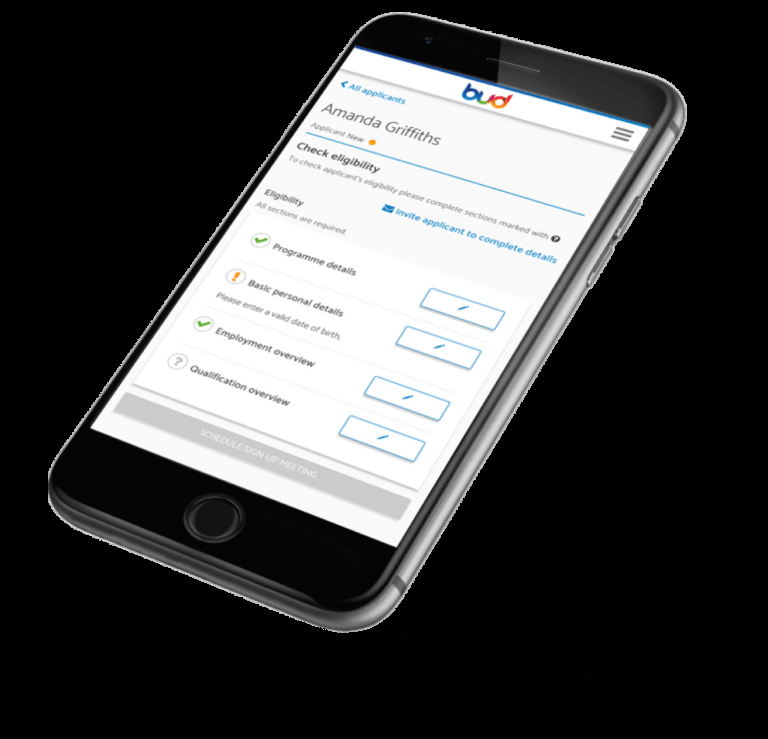 bud
All applicants
Amanda Griffiths
Applicant New
Check eligibility
To check applicant's eligibility please complete sections marked with ?
Invite applicant to complete details
Eligibility
All sections are required.
Programme details
! Basic personal details
Please enter a valid date of birth.
Employment overview
? Qualification overview
SCHEDULE SIGN-UP MEETING